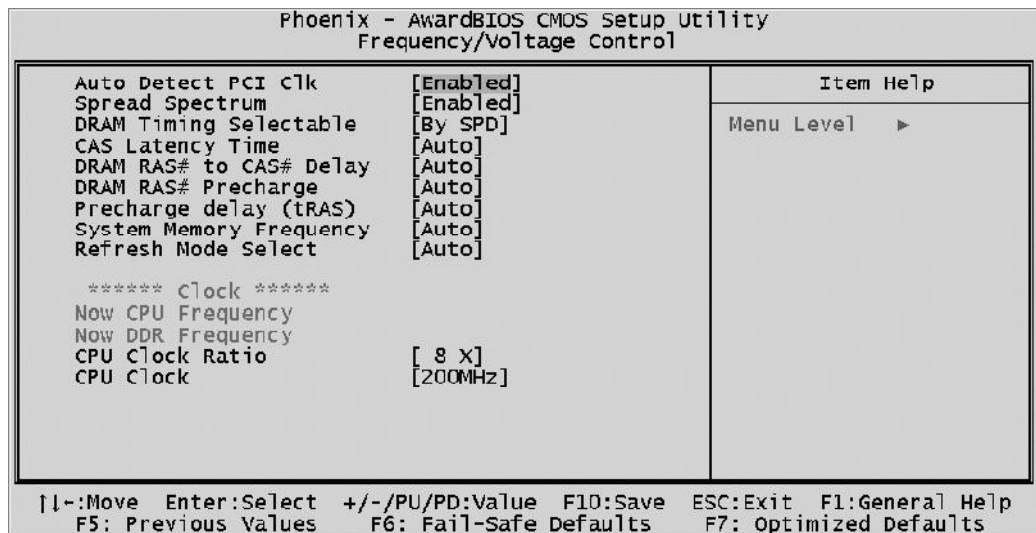 Phoenix - AwardBIOS CMOS Setup Utility
Frequency/Voltage Control
Auto Detect PCI Clk [Enabled]
Spread Spectrum [Enabled]
DRAM Timing Selectable [By SPD]
CAS Latency Time [Auto]
DRAM RAS# to CAS# Delay [Auto]
DRAM RAS# Precharge [Auto]
Precharge delay (tRAS) [Auto]
System Memory Frequency [Auto]
Refresh Mode Select [Auto]
****** Clock ******
Now CPU Frequency
Now DDR Frequency
CPU Clock Ratio [ 8 X]
CPU Clock [200MHz]
Item Help
Menu Level ►
↑↓←:Move Enter:Select +/-/PU/PD:Value F10:Save ESC:Exit F1:General Help
F5: Previous Values F6: Fail-Safe Defaults F7: Optimized Defaults